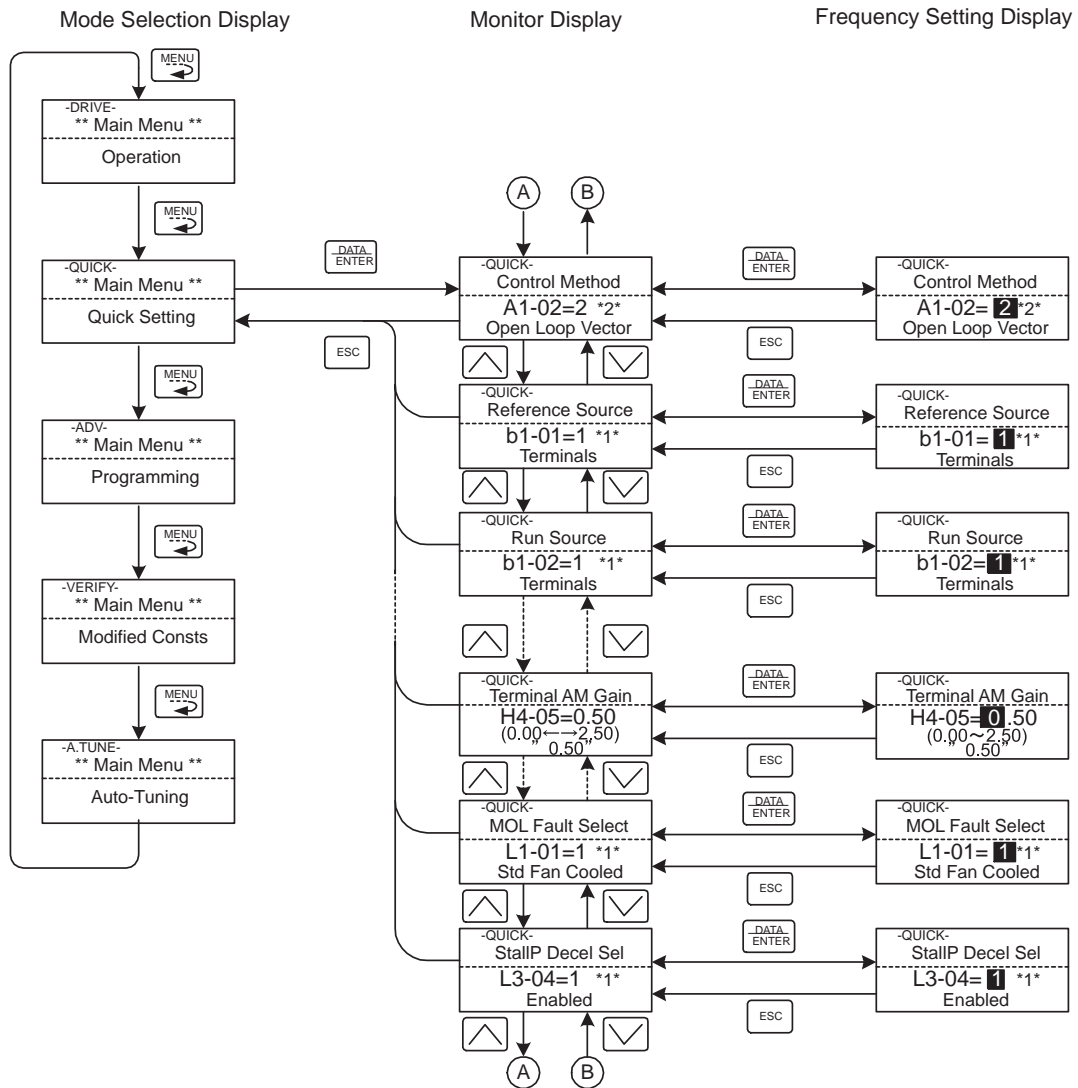 Mode Selection Display
Monitor Display
Frequency Setting Display
MENU
-DRIVE-
** Main Menu **
Operation
MENU
-QUICK-
** Main Menu **
Quick Setting
MENU
-ADV-
** Main Menu **
Programming
MENU
-VERIFY-
** Main Menu **
Modified Consts
MENU
-A.TUNE-
** Main Menu **
Auto-Tuning
DATA
ENTER
ESC
A
B
-QUICK-
Control Method
A1-02=2 *2*
Open Loop Vector
-QUICK-
Reference Source
b1-01=1 *1*
Terminals
-QUICK-
Run Source
b1-02=1 *1*
Terminals
-QUICK-
Terminal AM Gain
H4-05=0.50
(0.00←→2.50)
” 0.50”
-QUICK-
MOL Fault Select
L1-01=1 *1*
Std Fan Cooled
-QUICK-
StallP Decel Sel
L3-04=1 *1*
Enabled
A
B
DATA
ENTER
ESC
DATA
ENTER
ESC
DATA
ENTER
ESC
DATA
ENTER
ESC
DATA
ENTER
ESC
DATA
ENTER
ESC
-QUICK-
Control Method
A1-02= 2 *2*
Open Loop Vector
-QUICK-
Reference Source
b1-01= 1 *1*
Terminals
-QUICK-
Run Source
b1-02= 1 *1*
Terminals
-QUICK-
Terminal AM Gain
H4-05= 0 .50
(0.00~2.50)
” 0.50”
-QUICK-
MOL Fault Select
L1-01= 1 *1*
Std Fan Cooled
-QUICK-
StallP Decel Sel
L3-04= 1 *1*
Enabled